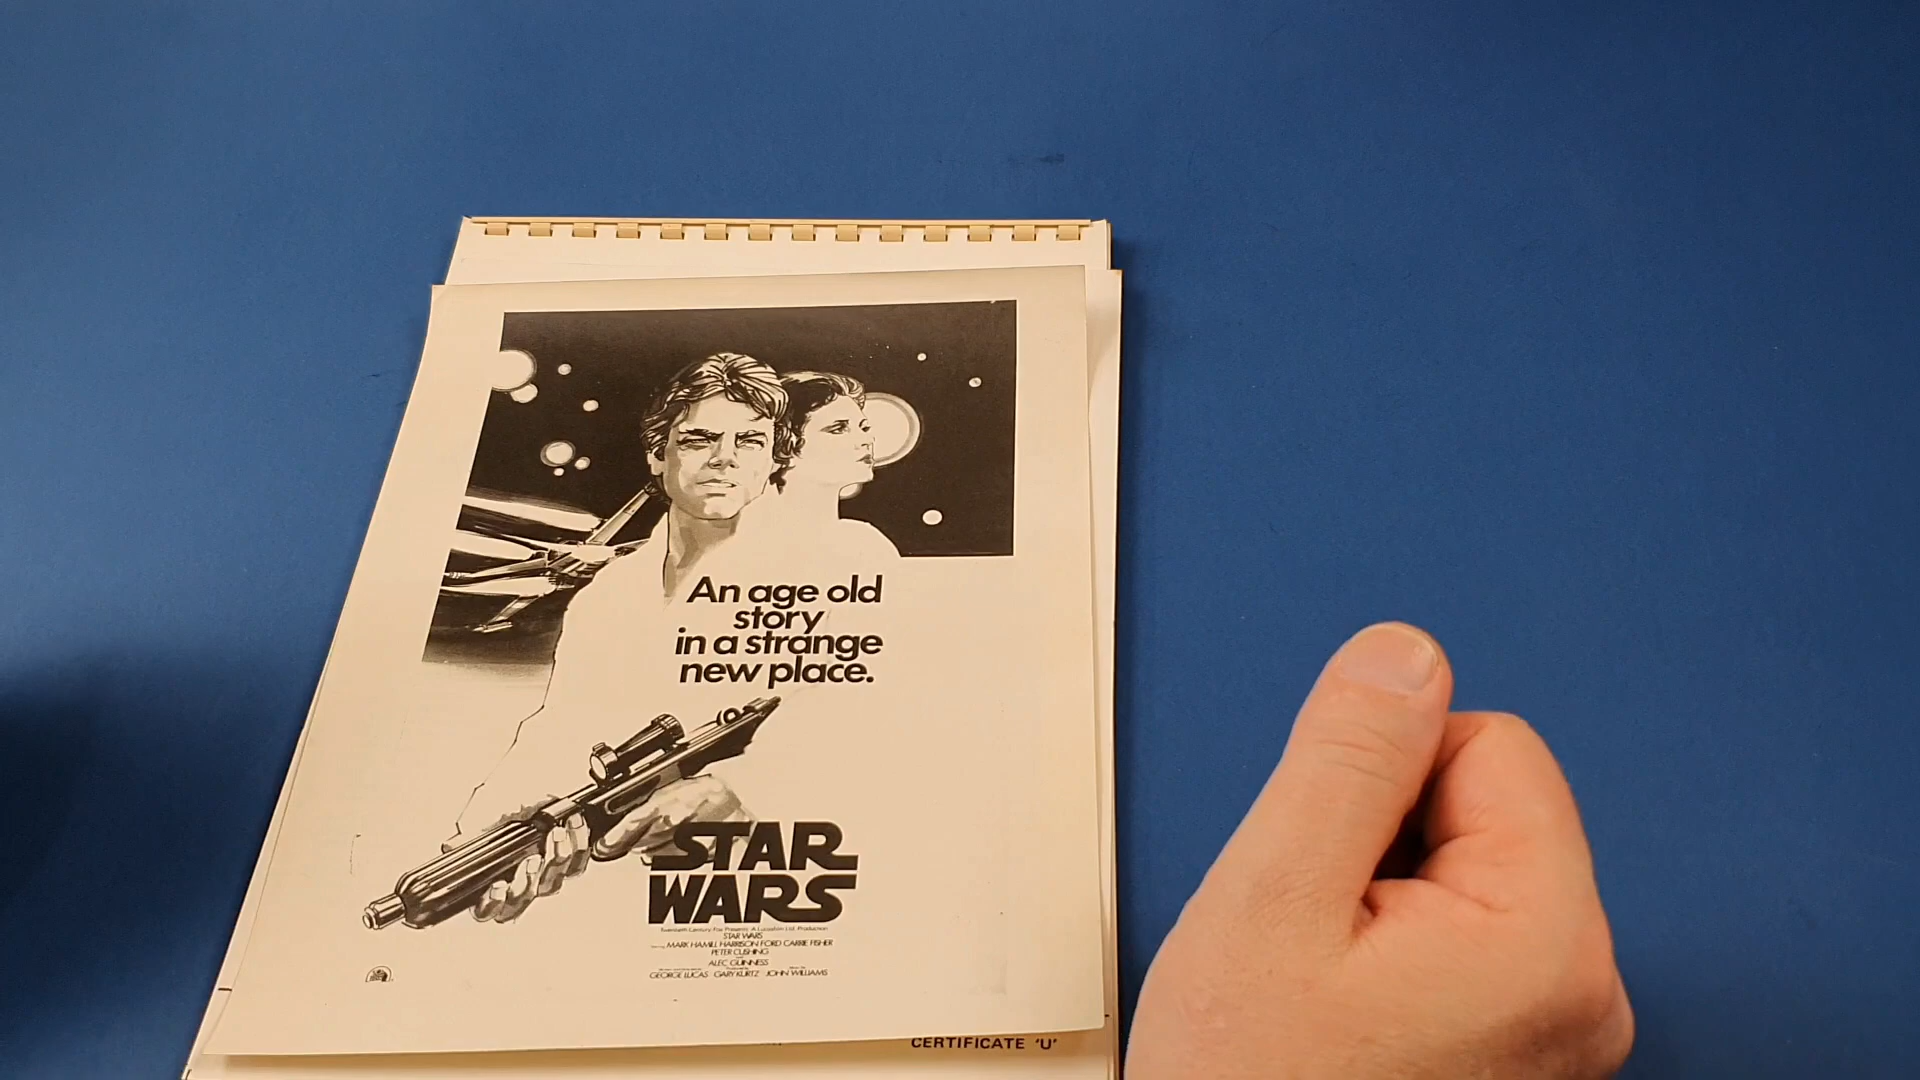 An age old
story
in a strange
new place.
STAR
WARS
Twentieth Century Fox Presents A Lucasfilm Ltd. Production
STAR WARS
MARK HAMILL HARRISON FORD CARRIE FISHER
PETER CUSHING
ALEC GUINNESS
GEORGE LUCAS GARY KURTZ JOHN WILLIAMS
CERTIFICATE 'U'